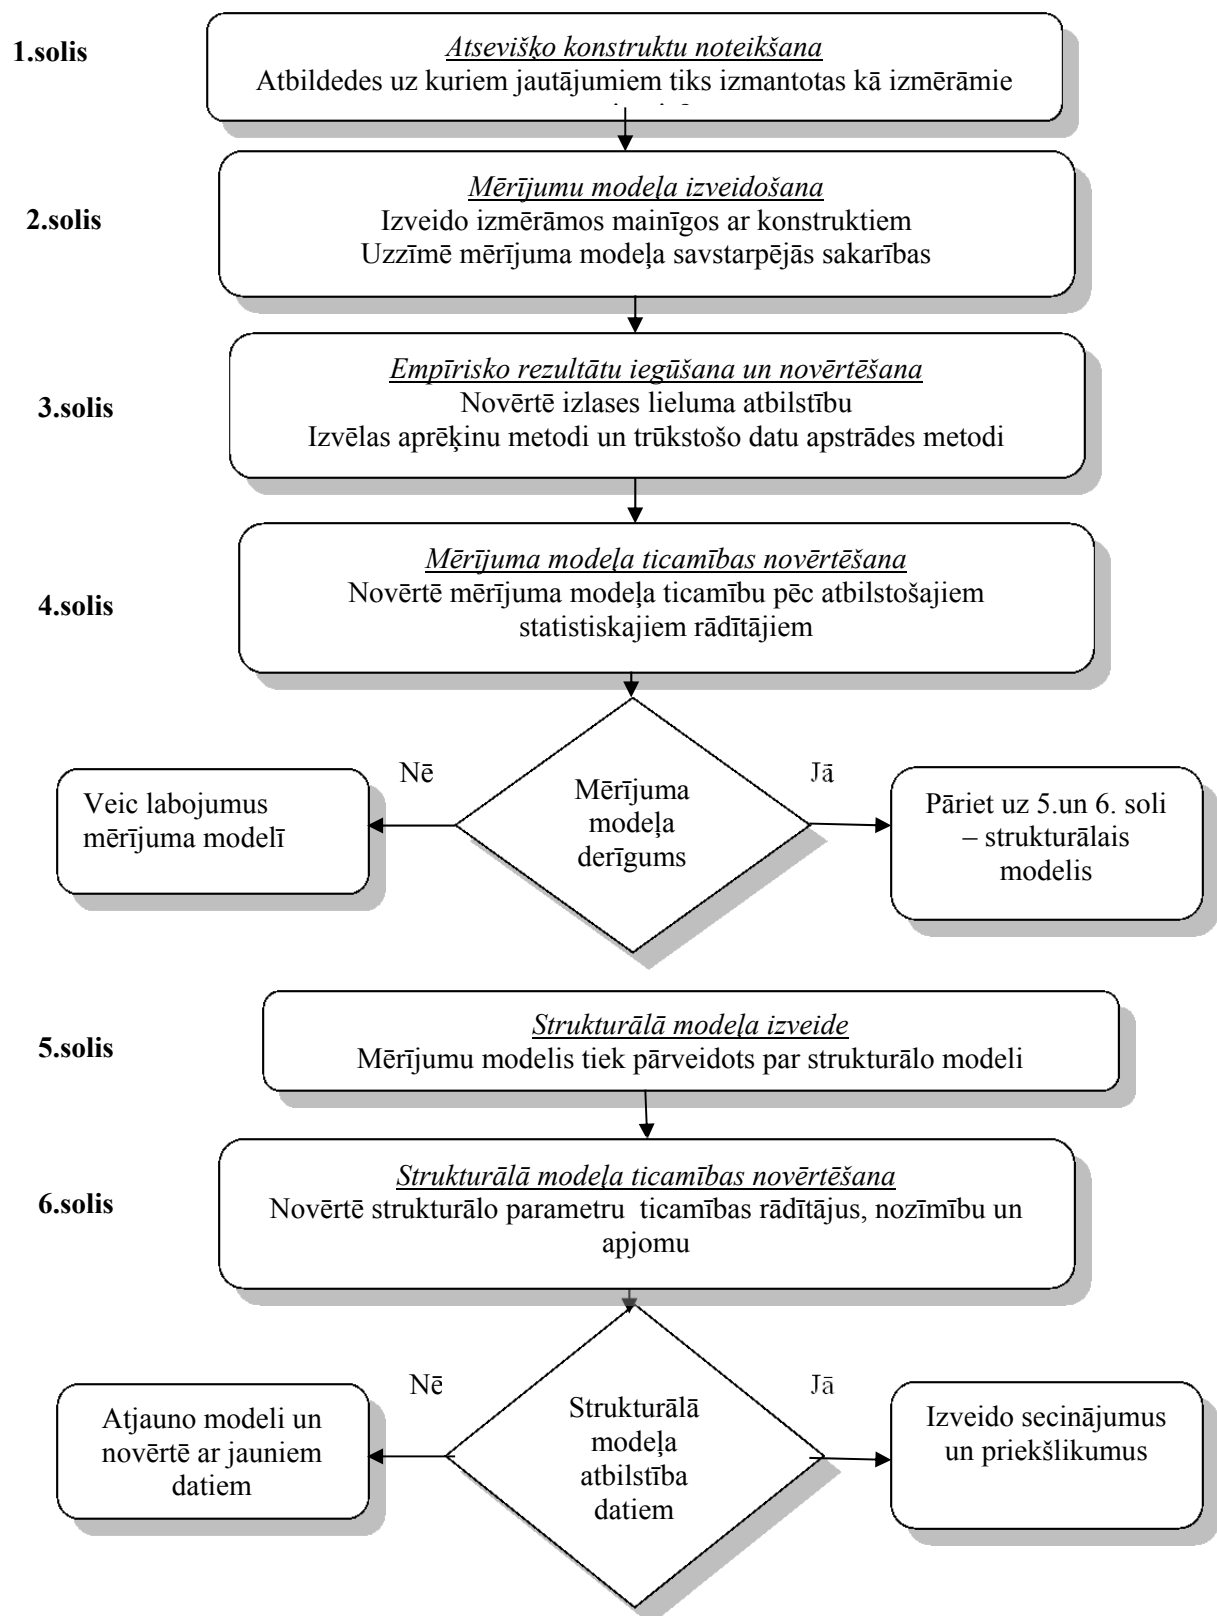 1.solis
Atsevišķo konstruktu noteikšana
Atbildedes uz kuriem jautājumiem tiks izmantotas kā izmērāmie
2.solis
Mērījumu modeļa izveidošana
Izveido izmērāmos mainīgos ar konstruktiem
Uzzīmē mērījuma modeļa savstarpējās sakarības
3.solis
Empīrisko rezultātu iegūšana un novērtēšana
Novērtē izlases lieluma atbilstību
Izvēlas aprēķinu metodi un trūkstošo datu apstrādes metodi
4.solis
Mērījuma modeļa ticamības novērtēšana
Novērtē mērījuma modeļa ticamību pēc atbilstošajiem
statistiskajiem rādītājiem
Nē
Jā
Veic labojumus
mērījuma modelī
Mērījuma
modeļa
derīgums
Pāriet uz 5.un 6. soli
– strukturālais
modelis
5.solis
Strukturālā modeļa izveide
Mērījumu modelis tiek pārveidots par strukturālo modeli
6.solis
Strukturālā modeļa ticamības novērtēšana
Novērtē strukturālo parametru  ticamības rādītājus, nozīmību un
apjomu
Nē
Jā
Atjauno modeli un
novērtē ar jauniem
datiem
Strukturālā
modeļa
atbilstība
datiem
Izveido secinājumus
un priekšlikumus